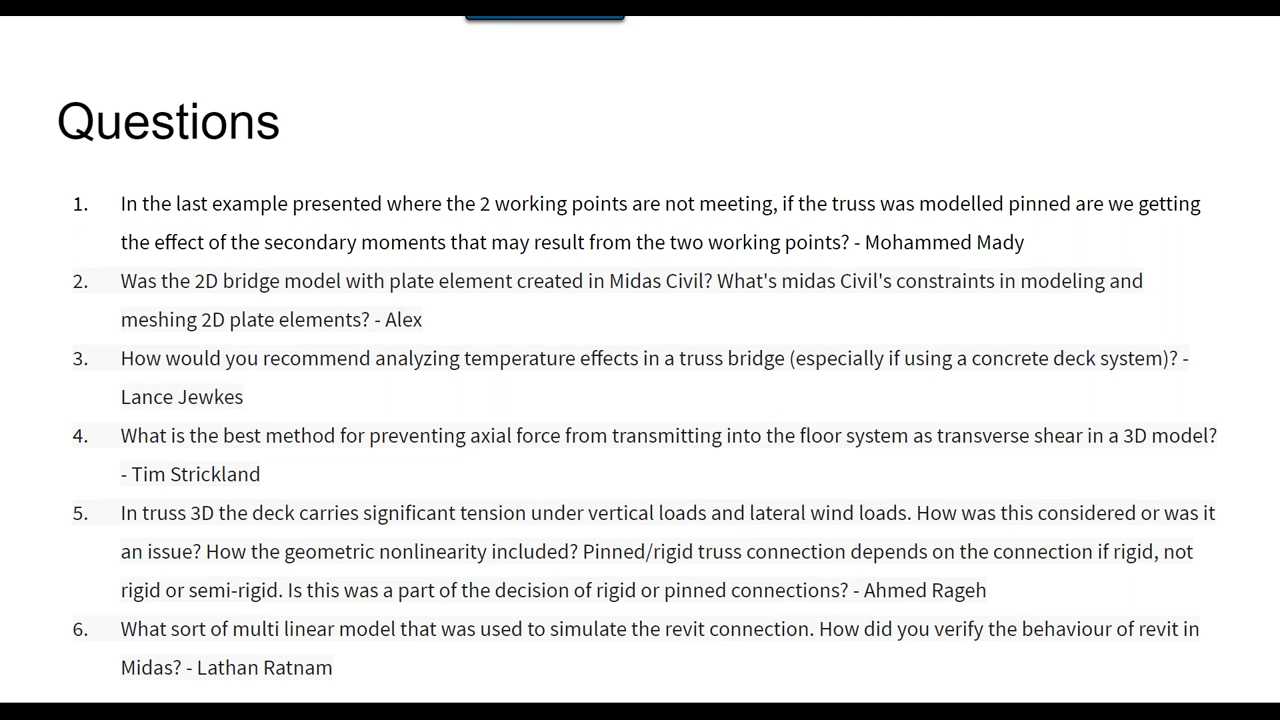 Questions
1. In the last example presented where the 2 working points are not meeting, if the truss was modelled pinned are we getting
the effect of the secondary moments that may result from the two working points? - Mohammed Mady
2. Was the 2D bridge model with plate element created in Midas Civil? What's midas Civil's constraints in modeling and
meshing 2D plate elements? - Alex
3. How would you recommend analyzing temperature effects in a truss bridge (especially if using a concrete deck system)? -
Lance Jewkes
4. What is the best method for preventing axial force from transmitting into the floor system as transverse shear in a 3D model?
- Tim Strickland
5. In truss 3D the deck carries significant tension under vertical loads and lateral wind loads. How was this considered or was it
an issue? How the geometric nonlinearity included? Pinned/rigid truss connection depends on the connection if rigid, not
rigid or semi-rigid. Is this was a part of the decision of rigid or pinned connections? - Ahmed Rageh
6. What sort of multi linear model that was used to simulate the revit connection. How did you verify the behaviour of revit in
Midas? - Lathan Ratnam